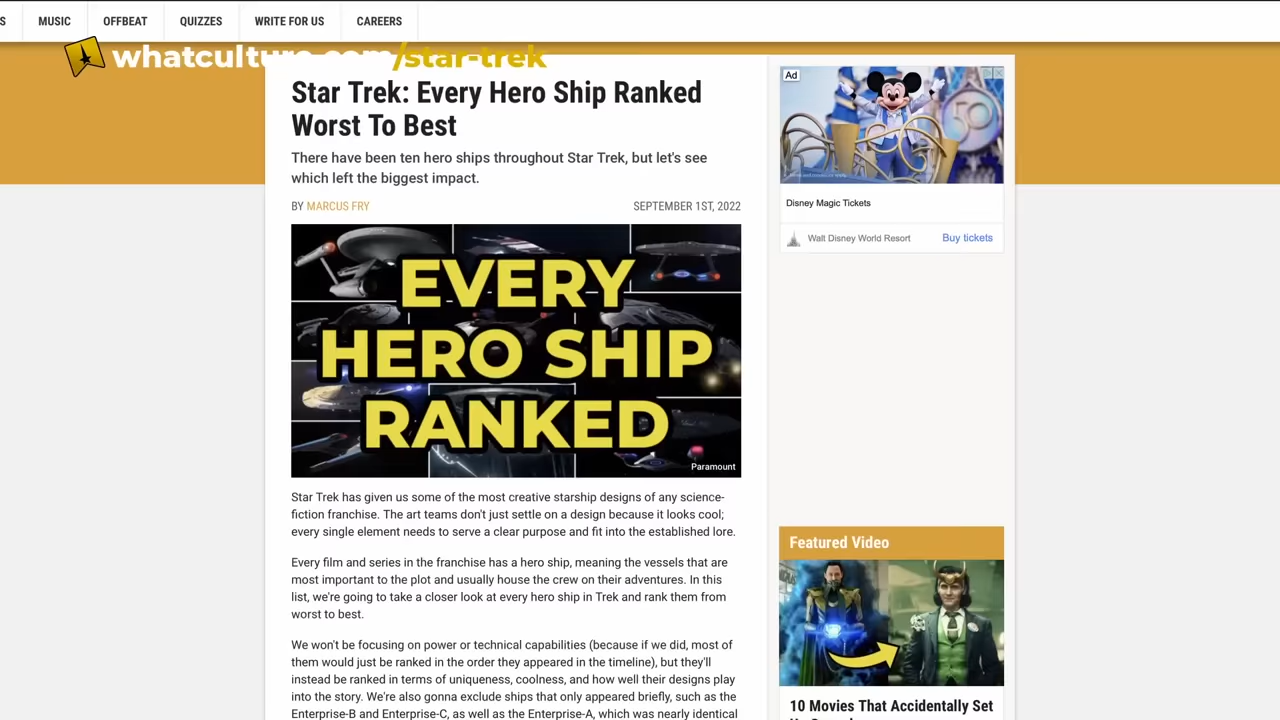 S
MUSIC
OFFBEAT
QUIZZES
WRITE FOR US
CAREERS
whatculture.com/star-trek
Star Trek: Every Hero Ship Ranked
Worst To Best
There have been ten hero ships throughout Star Trek, but let's see
which left the biggest impact.
BY MARCUS FRY
SEPTEMBER 1ST, 2022
EVERY
HERO SHIP
RANKED
Paramount
Star Trek has given us some of the most creative starship designs of any science-
fiction franchise. The art teams don't just settle on a design because it looks cool;
every single element needs to serve a clear purpose and fit into the established lore.
Every film and series in the franchise has a hero ship, meaning the vessels that are
most important to the plot and usually house the crew on their adventures. In this
list, we're going to take a closer look at every hero ship in Trek and rank them from
worst to best.
We won't be focusing on power or technical capabilities (because if we did, most of
them would just be ranked in the order they appeared in the timeline), but they'll
instead be ranked in terms of uniqueness, coolness, and how well their designs play
into the story. We're also gonna exclude ships that only appeared briefly, such as the
Enterprise-B and Enterprise-C, as well as the Enterprise-A, which was nearly identical
Ad
50
Disney Magic Tickets
Walt Disney World Resort
Buy tickets
Featured Video
10 Movies That Accidentally Set